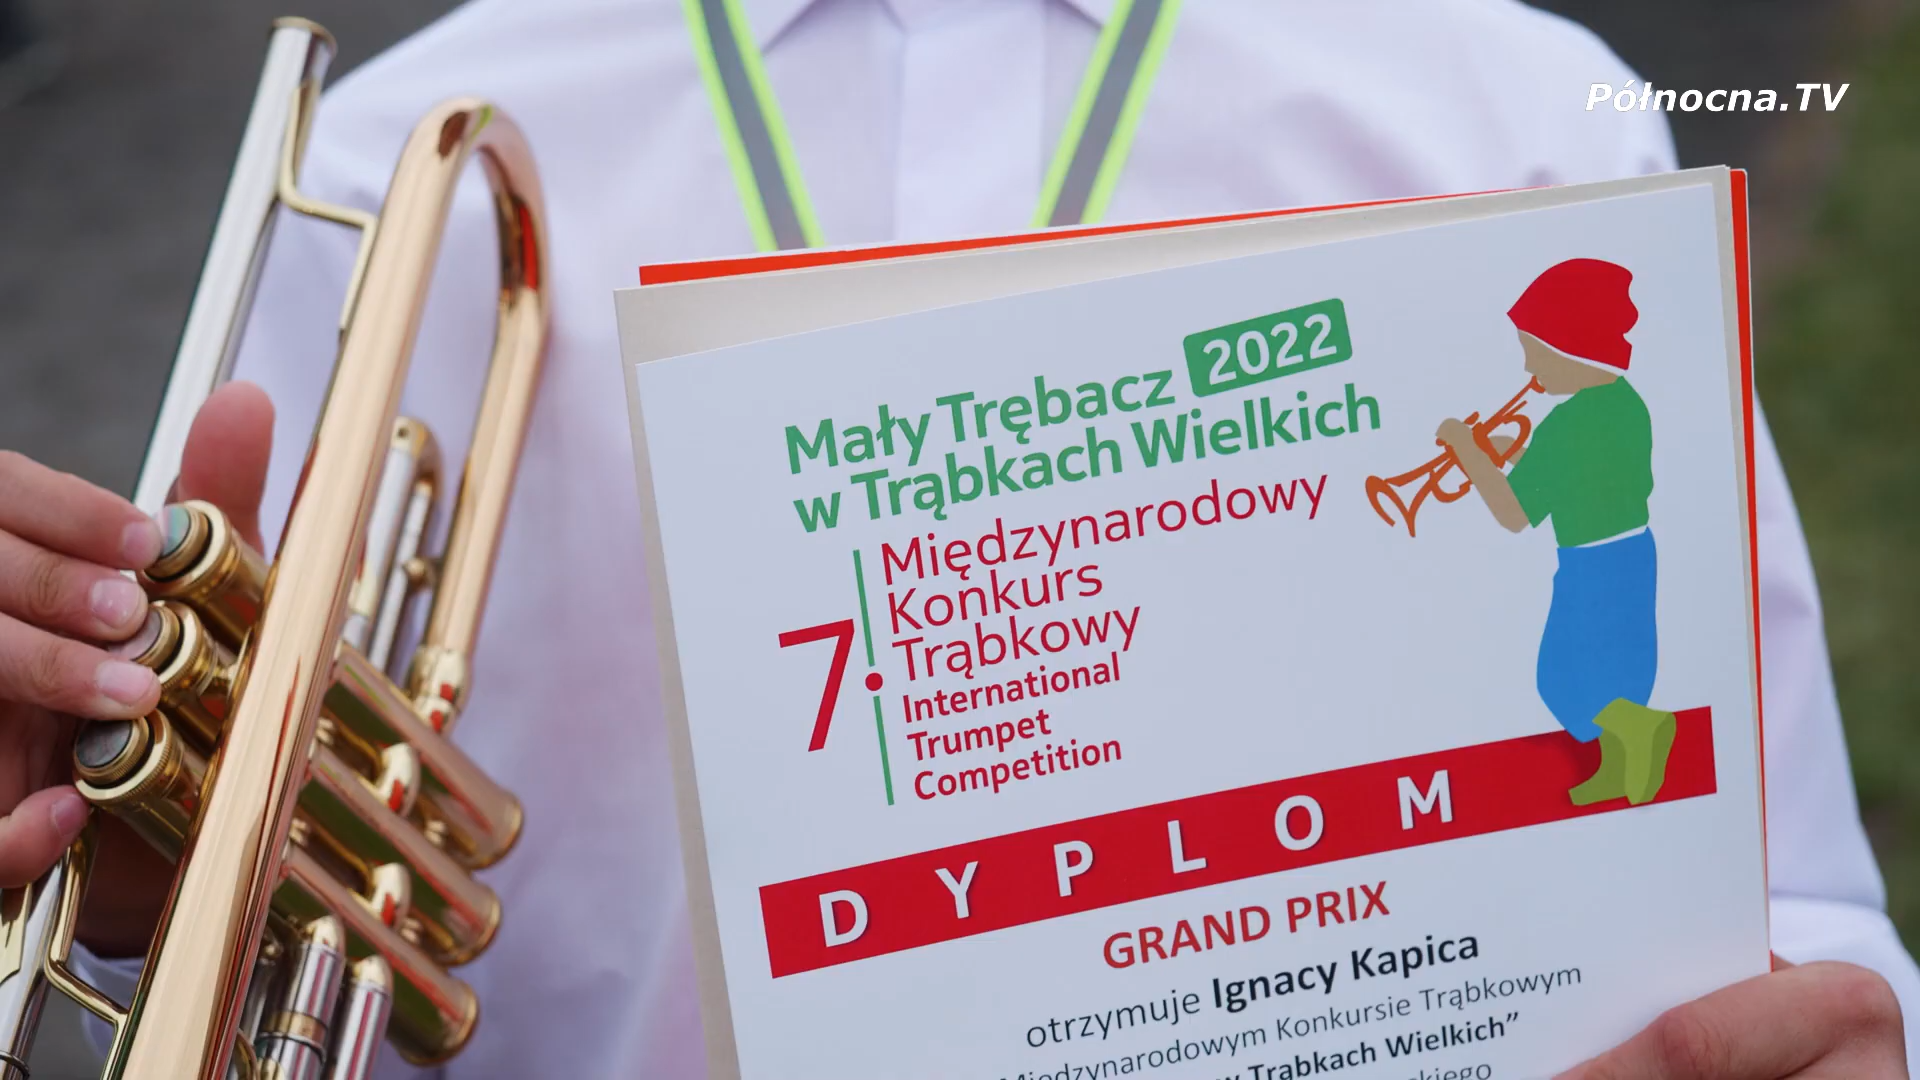 Północna.TV
Mały Trębacz 2022
w Trąbkach Wielkich
7.
Międzynarodowy
Konkurs
Trąbkowy
International
Trumpet
Competition
DYPLOM
GRAND PRIX
otrzymuje Ignacy Kapica
Konkursie Trąbkowym
w Trąbkach Wielkich”